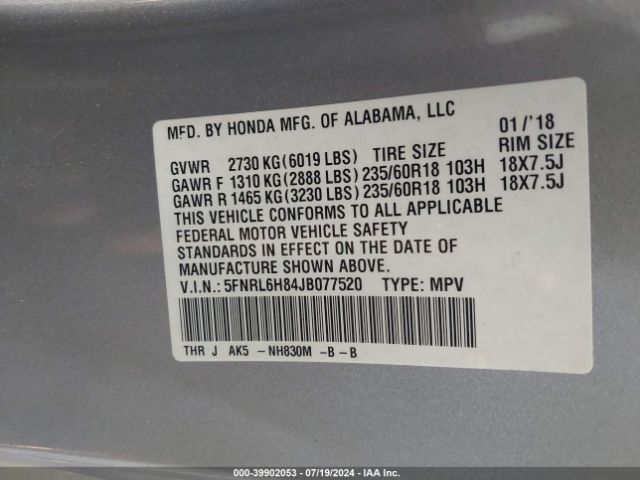 MFD. BY HONDA MFG. OF ALABAMA, LLC 01/'18
GVWR 2730 KG(6019 LBS) TIRE SIZE RIM SIZE
GAWR F 1310 KG(2888 LBS)235/60R18 103H 18X7.5J
GAWR R 1465 KG(3230 LBS)235/60R18 103H 18X7.5J
THIS VEHICLE CONFORMS TO ALL APPLICABLE
FEDERAL MOTOR VEHICLE SAFETY
STANDARDS IN EFFECT ON THE DATE OF
MANUFACTURE SHOWN ABOVE.
V.I.N.: 5FNRL6H84JB077520 TYPE: MPV
THR J AK5 -NH830M -B-B
000-39902053 - 07/19/2024 - IAA Inc.